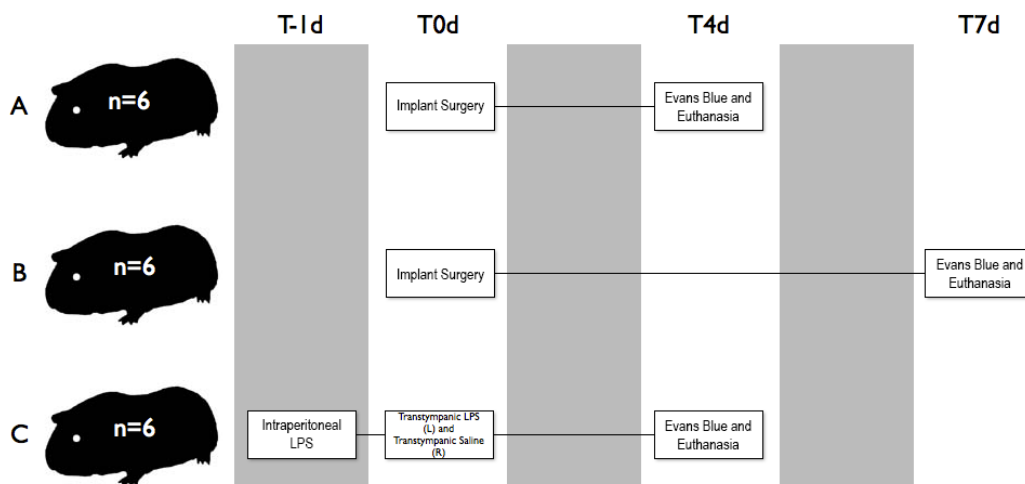 T-1d
T0d
T4d
T7d
A
n=6
Implant Surgery
Evans Blue and
Euthanasia
B
n=6
Implant Surgery
Evans Blue and
Euthanasia
C
n=6
Intraperitoneal
LPS
Transtympanic LPS
(L) and
Transtympanic Saline
(R)
Evans Blue and
Euthanasia